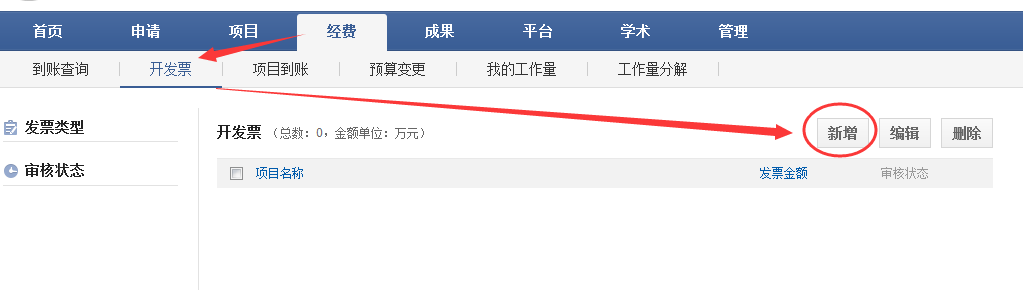 首页 申请 项目 经费 成果 平台 学术 管理
到账查询 开发票 项目到账 预算变更 我的工作量 工作量分解
发票类型
审核状态
开发票 （总数：0，金额单位：万元） 新增 编辑 删除
项目名称 发票金额 审核状态